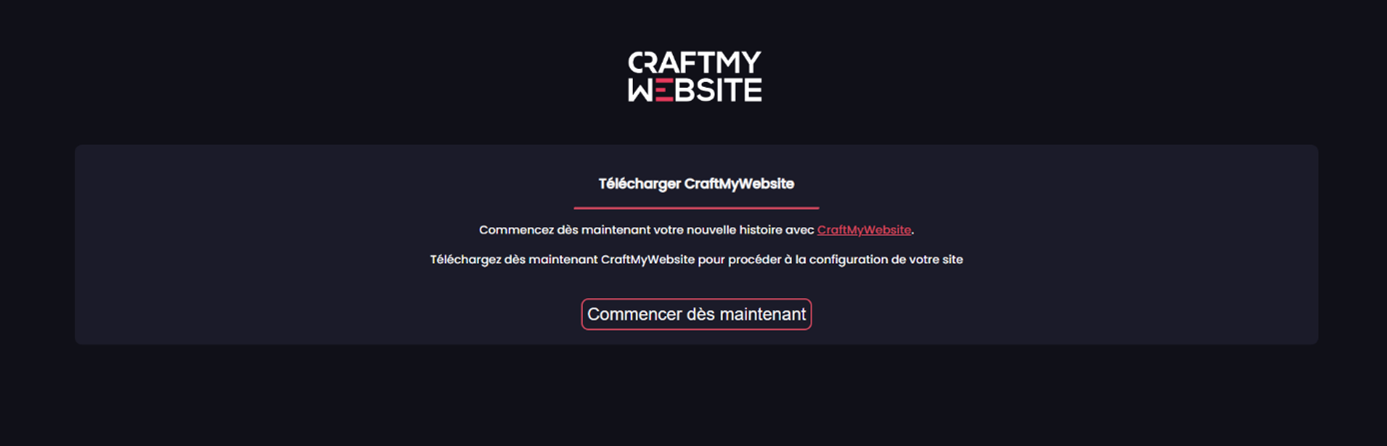 CRAFTMY
WEBSITE
Télécharger CraftMyWebsite
Commencez dès maintenant votre nouvelle histoire avec CraftMyWebsite.
Téléchargez dès maintenant CraftMyWebsite pour procéder à la configuration de votre site
Commencer dès maintenant